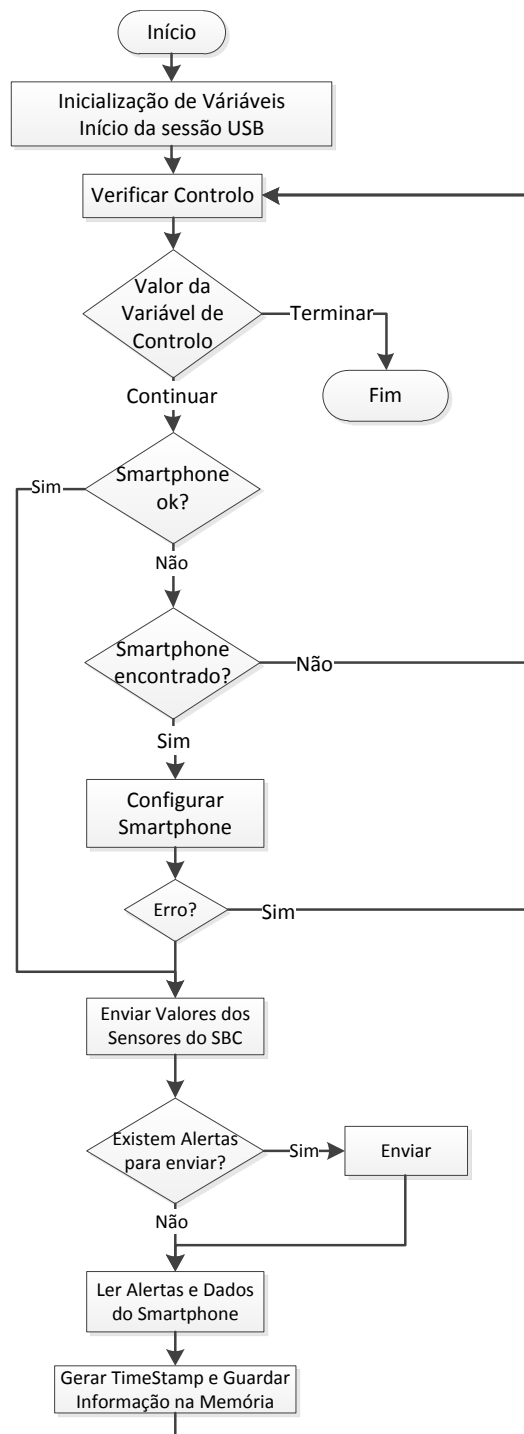 Início
Inicialização de Váriáveis
Início da sessão USB
Verificar Controlo
Valor da
Variável de
Controlo
Terminar
Fim
Continuar
Smartphone
ok?
Sim
Não
Smartphone
encontrado?
Não
Sim
Configurar
Smartphone
Erro?
Sim
Enviar Valores dos
Sensores do SBC
Existem Alertas
para enviar?
Sim
Enviar
Não
Ler Alertas e Dados
do Smartphone
Gerar TimeStamp e Guardar
Informação na Memória